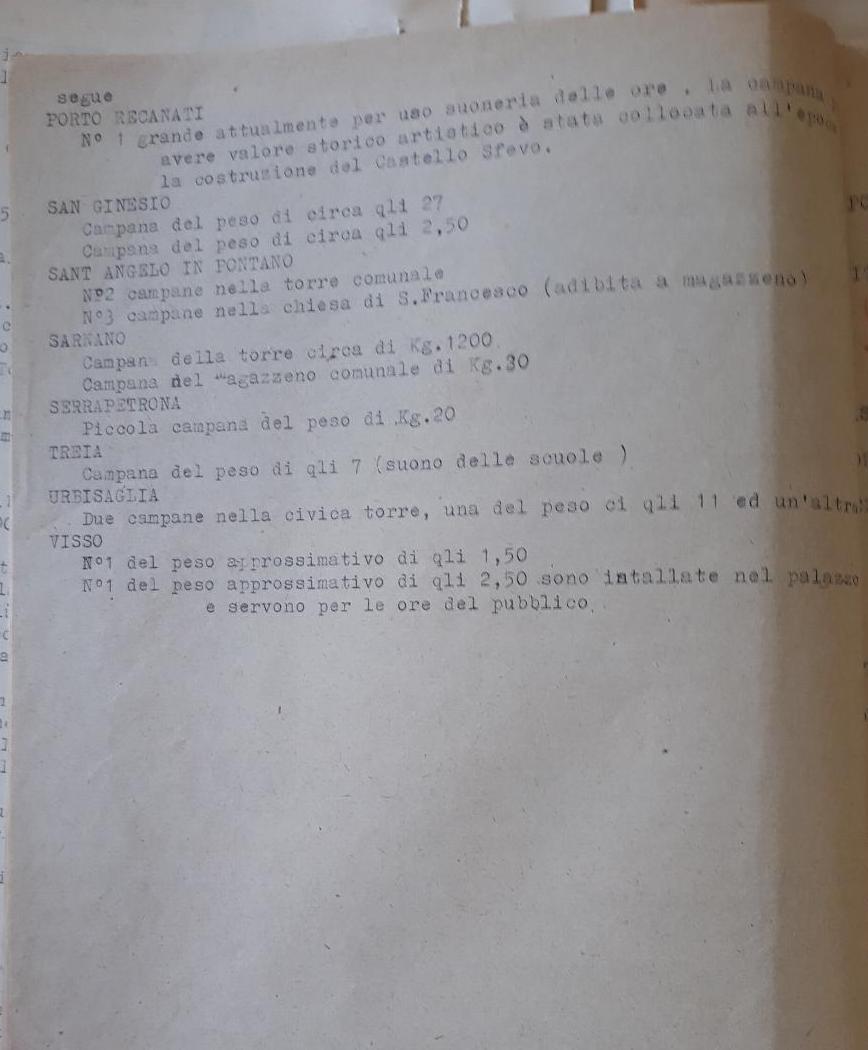 segue
PORTO RECANATI
Nº 1 grande attualmente per uso suoneria delle ore . La campana
avere valore storico artistico è stata collocata all'epoca
la costruzione del Castello Sfevo.
SAN GINESIO
Campana del peso di circa qli 27
Campana del peso di circa qli 2,50
SANT ANGELO IN PONTANO
Nº2 campane nella torre comunale
Nº3 campane nella chiesa di S.Francesco (adibita a magazzeno)
SARNANO
Campana della torre circa di Kg.1200
Campana del magazzeno comunale di Kg.30
SERRAPETRONA
Piccola campana del peso di Kg.20
TREIA
Campana del peso di qli 7 (suono delle scuole )
URBISAGLIA
Due campane nella civica torre, una del peso ci qli 11 ed un'altra
VISSO
Nº1 del peso approssimativo di qli 1,50
Nº1 del peso approssimativo di qli 2,50 sono intallate nel palazzo
e servono per le ore del pubblico.